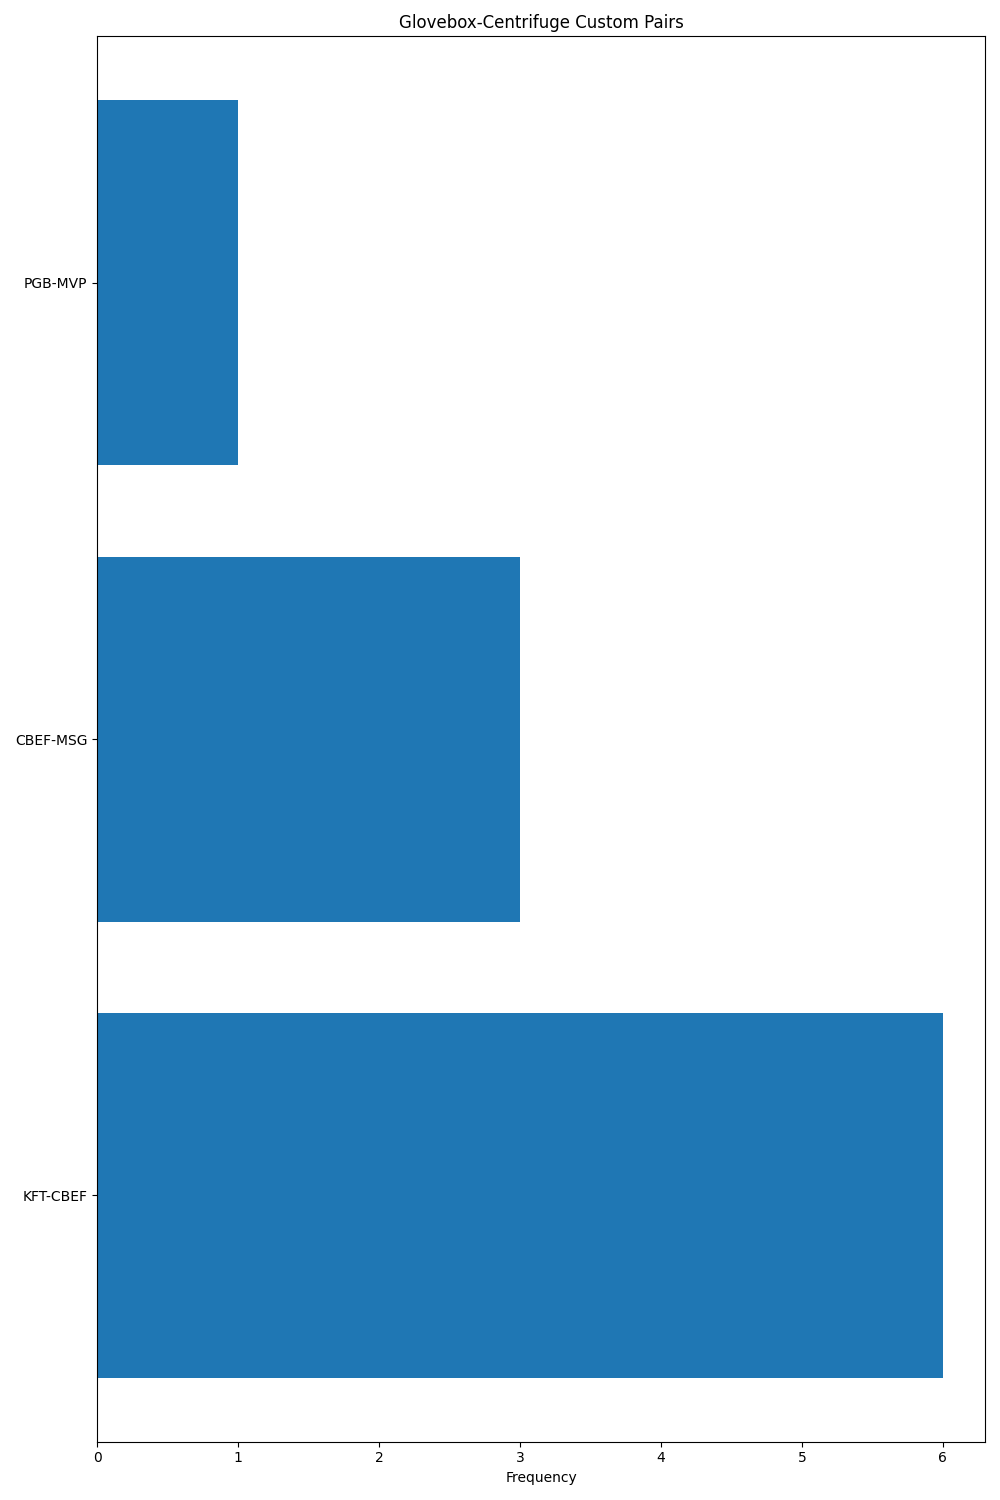 Glovebox-Centrifuge Custom Pairs
PGB-MVP
CBEF-MSG
KFT-CBEF
0 1 2 3 4 5 6
Frequency